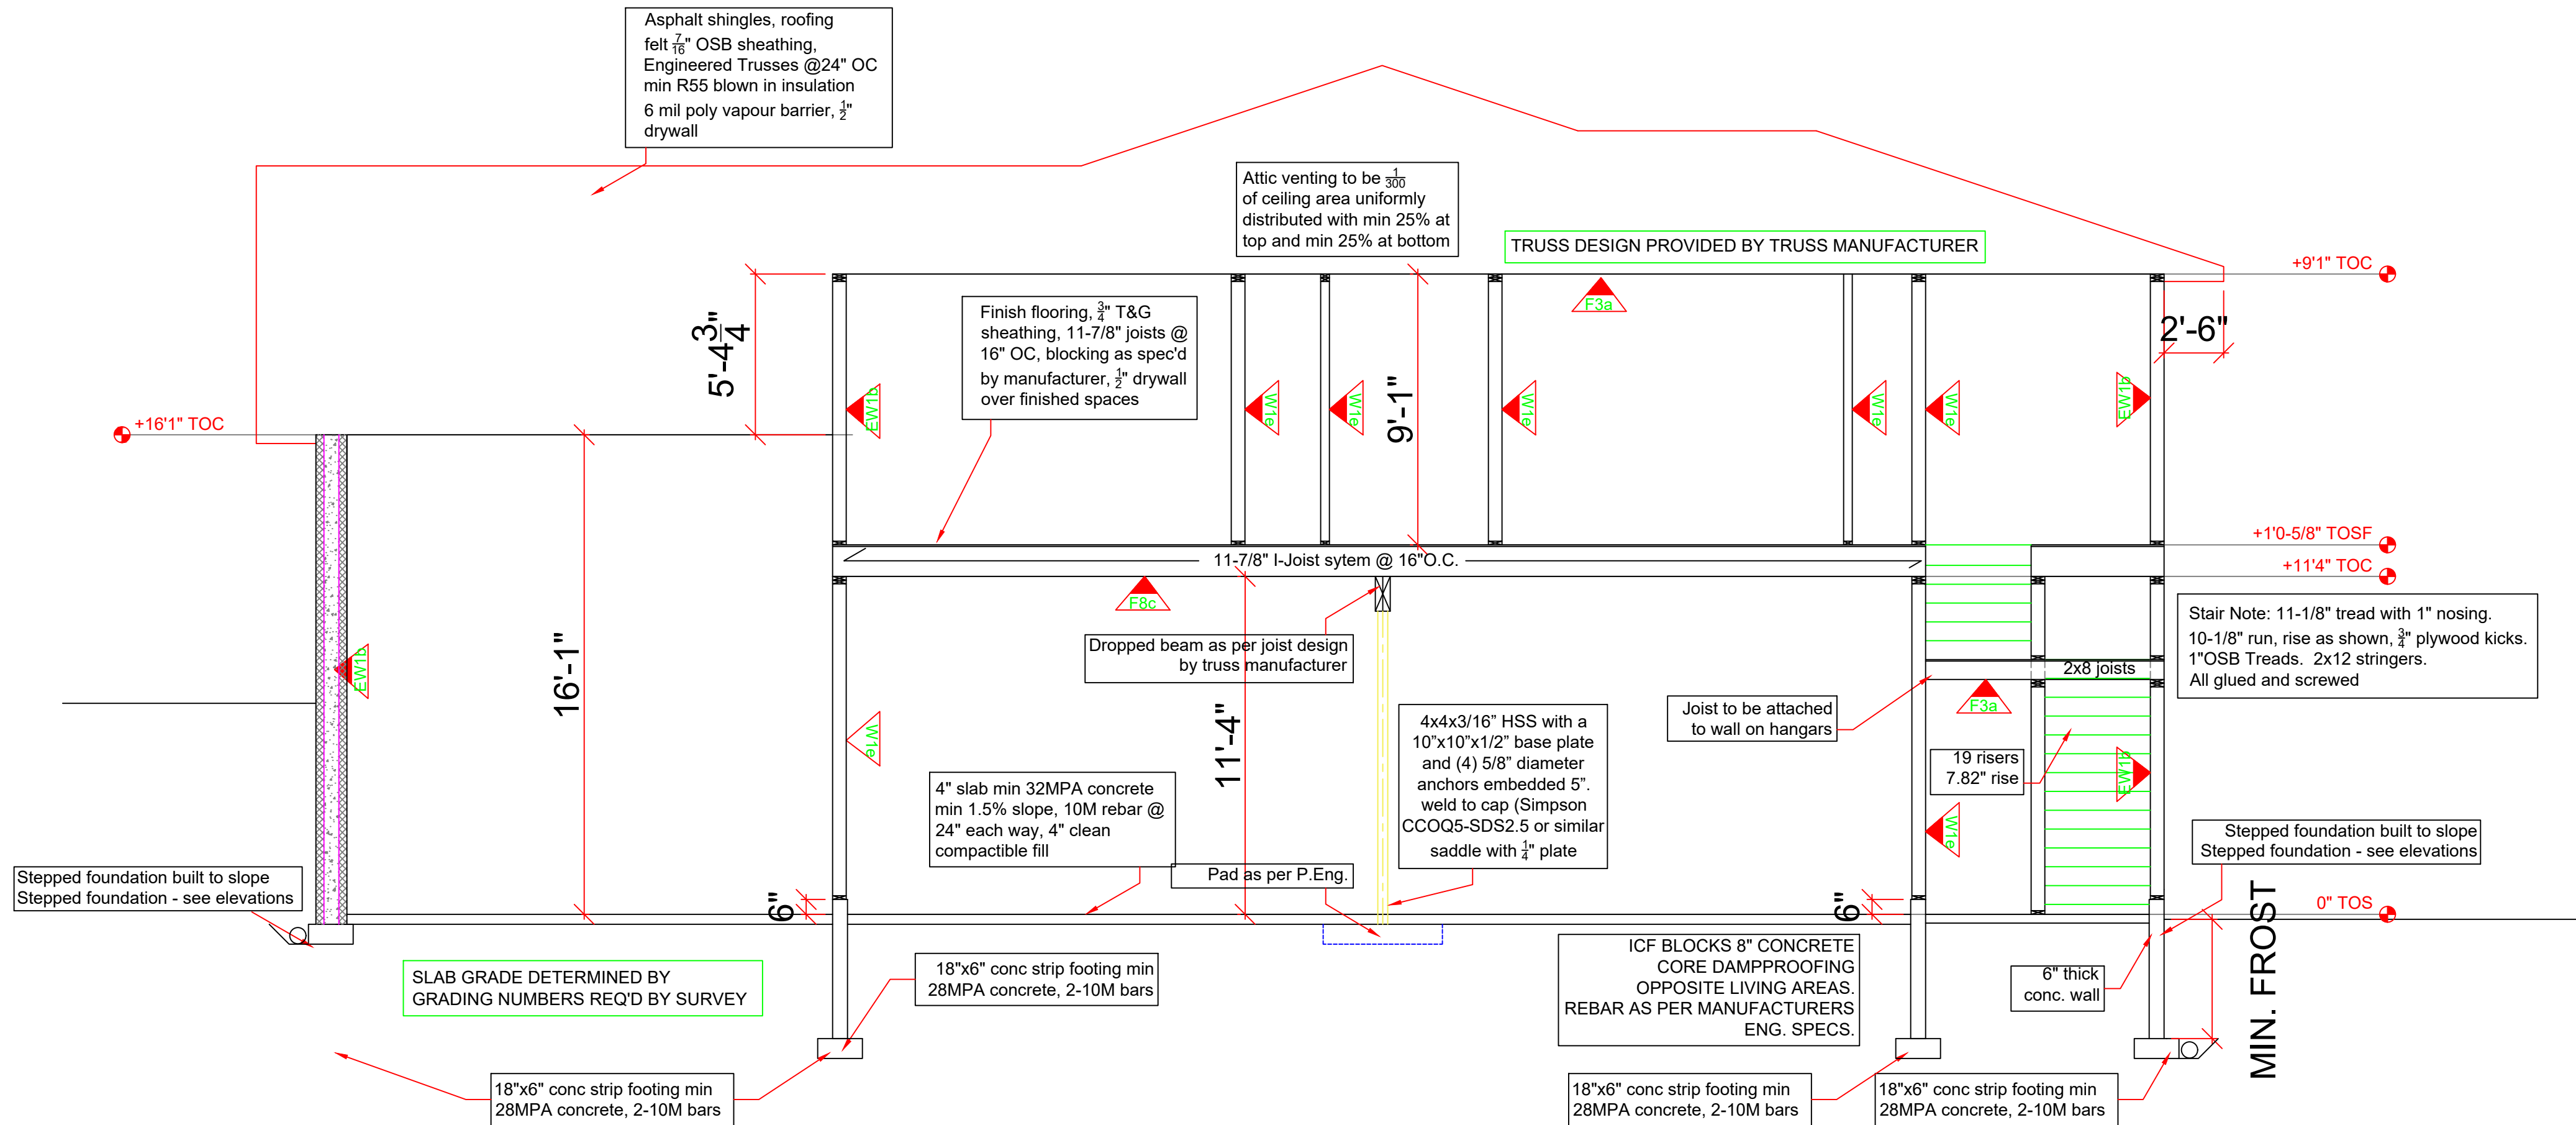 Asphalt shingles, roofing
felt 7/16" OSB sheathing,
Engineered Trusses @24" OC
min R55 blown in insulation
6 mil poly vapour barrier, 1/2"
drywall
Attic venting to be 1/300
of ceiling area uniformly
distributed with min 25% at
top and min 25% at bottom
TRUSS DESIGN PROVIDED BY TRUSS MANUFACTURER
+9'1" TOC
F3a
2'-6"
5'-4 3/4"
Finish flooring, 3/4" T&G
sheathing, 11-7/8" joists @
16" OC, blocking as spec'd
by manufacturer, 1/2" drywall
over finished spaces
9'-1"
EW1b
W1e
W1e
W1e
W1e
W1e
EW1a
+16'1" TOC
+1'0-5/8" TOSF
11-7/8" I-Joist sytem @ 16"O.C.
+11'4" TOC
F8c
Dropped beam as per joist design
by truss manufacturer
Stair Note: 11-1/8" tread with 1" nosing.
10-1/8" run, rise as shown, 3/4" plywood kicks.
1"OSB Treads. 2x12 stringers.
All glued and screwed
2x8 joists
EW1b
16'-1"
W1e
11'-4"
4x4x3/16” HSS with a
10”x10”x1/2” base plate
and (4) 5/8” diameter
anchors embedded 5”.
weld to cap (Simpson
CCOQ5-SDS2.5 or similar
saddle with 1/4" plate
Joist to be attached
to wall on hangars
F3a
19 risers
7.82" rise
W1e
4" slab min 32MPA concrete
min 1.5% slope, 10M rebar @
24" each way, 4" clean
compactible fill
Pad as per P.Eng.
Stepped foundation built to slope
Stepped foundation - see elevations
Stepped foundation built to slope
Stepped foundation - see elevations
6"
6"
0" TOS
MIN. FROST
SLAB GRADE DETERMINED BY
GRADING NUMBERS REQ'D BY SURVEY
18"x6" conc strip footing min
28MPA concrete, 2-10M bars
ICF BLOCKS 8" CONCRETE
CORE DAMPPROOFING
OPPOSITE LIVING AREAS.
REBAR AS PER MANUFACTURERS
ENG. SPECS.
6" thick
conc. wall
18"x6" conc strip footing min
28MPA concrete, 2-10M bars
18"x6" conc strip footing min
28MPA concrete, 2-10M bars
18"x6" conc strip footing min
28MPA concrete, 2-10M bars